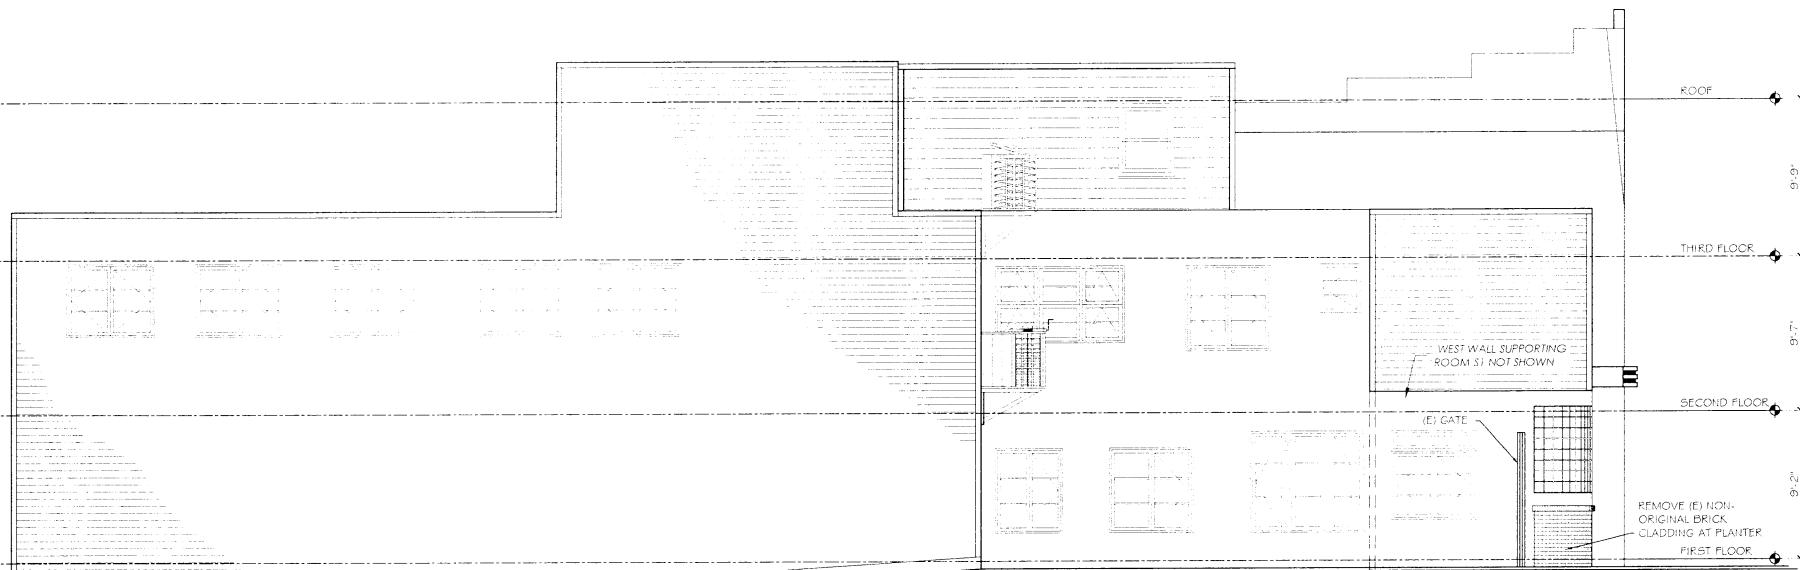 ROOF
9'-9"
THIRD FLOOR
9'-7"
WEST WALL SUPPORTING
ROOM S1 NOT SHOWN
SECOND FLOOR
(E) GATE
9'-2"
REMOVE (E) NON-
ORIGINAL BRICK
CLADDING AT PLANTER
FIRST FLOOR